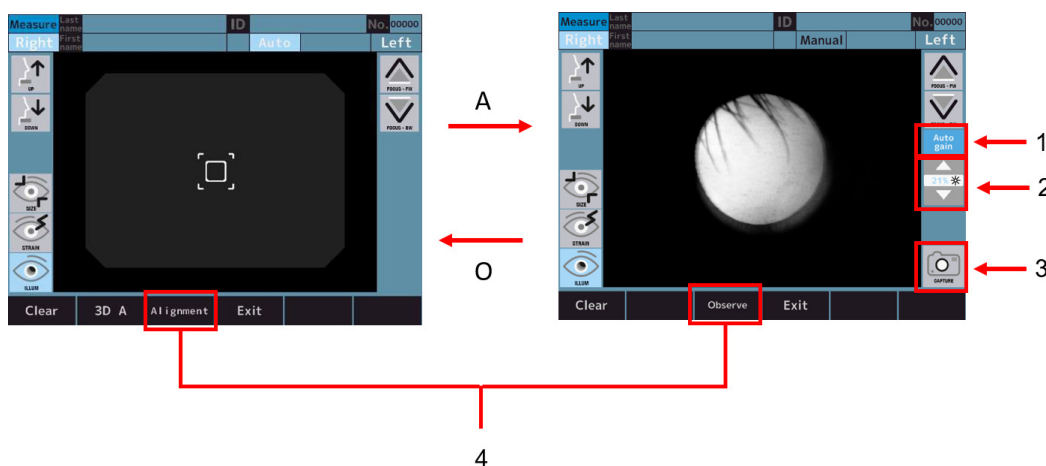 Measure Last name ID No. 00000
Right First name Auto Left
UP
DOWN
SIZE
STRAIN
ILLUM
FOCUS - FW
FOCUS - BW
Clear 3D A Alignment Exit
A
O
Measure Last name ID No. 00000
Right First name Manual Left
UP
DOWN
SIZE
STRAIN
ILLUM
FOCUS - FW
Auto gain
21%
CAPTURE
Clear Observe Exit
1
2
3
4